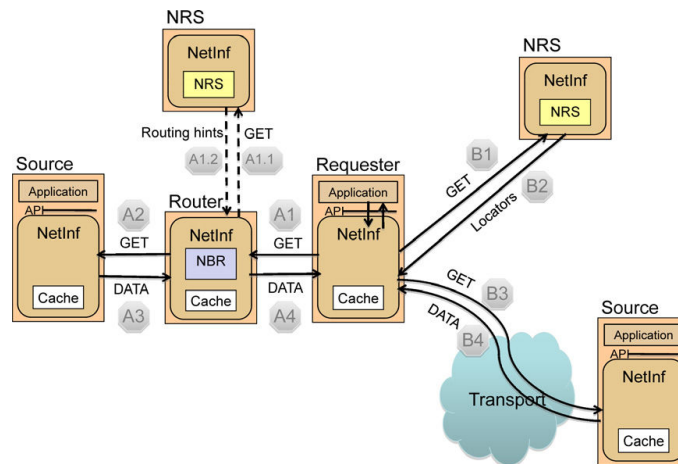 NRS
NetInf
NRS
NRS
NetInf
NRS
Routing hints
GET
A1.2
A1.1
B1
GET
B2
Locators
Source
Application
API
NetInf
Cache
A2
GET
DATA
A3
Router
NetInf
NBR
Cache
A1
GET
DATA
A4
Requester
Application
API
NetInf
Cache
GET
B3
DATA
B4
Transport
Source
Application
API
NetInf
Cache